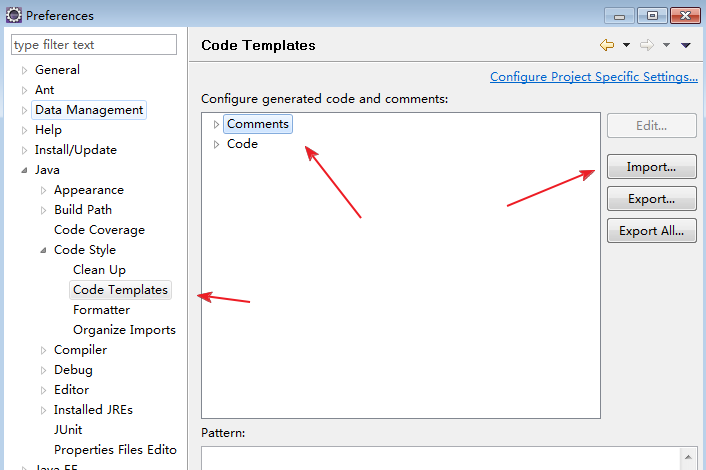 Preferences
type filter text
General
Ant
Data Management
Help
Install/Update
Java
Appearance
Build Path
Code Coverage
Code Style
Clean Up
Code Templates
Formatter
Organize Imports
Compiler
Debug
Editor
Installed JREs
JUnit
Properties Files Edito
Java EE
Code Templates
Configure Project Specific Settings...
Configure generated code and comments:
Comments
Code
Edit...
Import...
Export...
Export All...
Pattern: